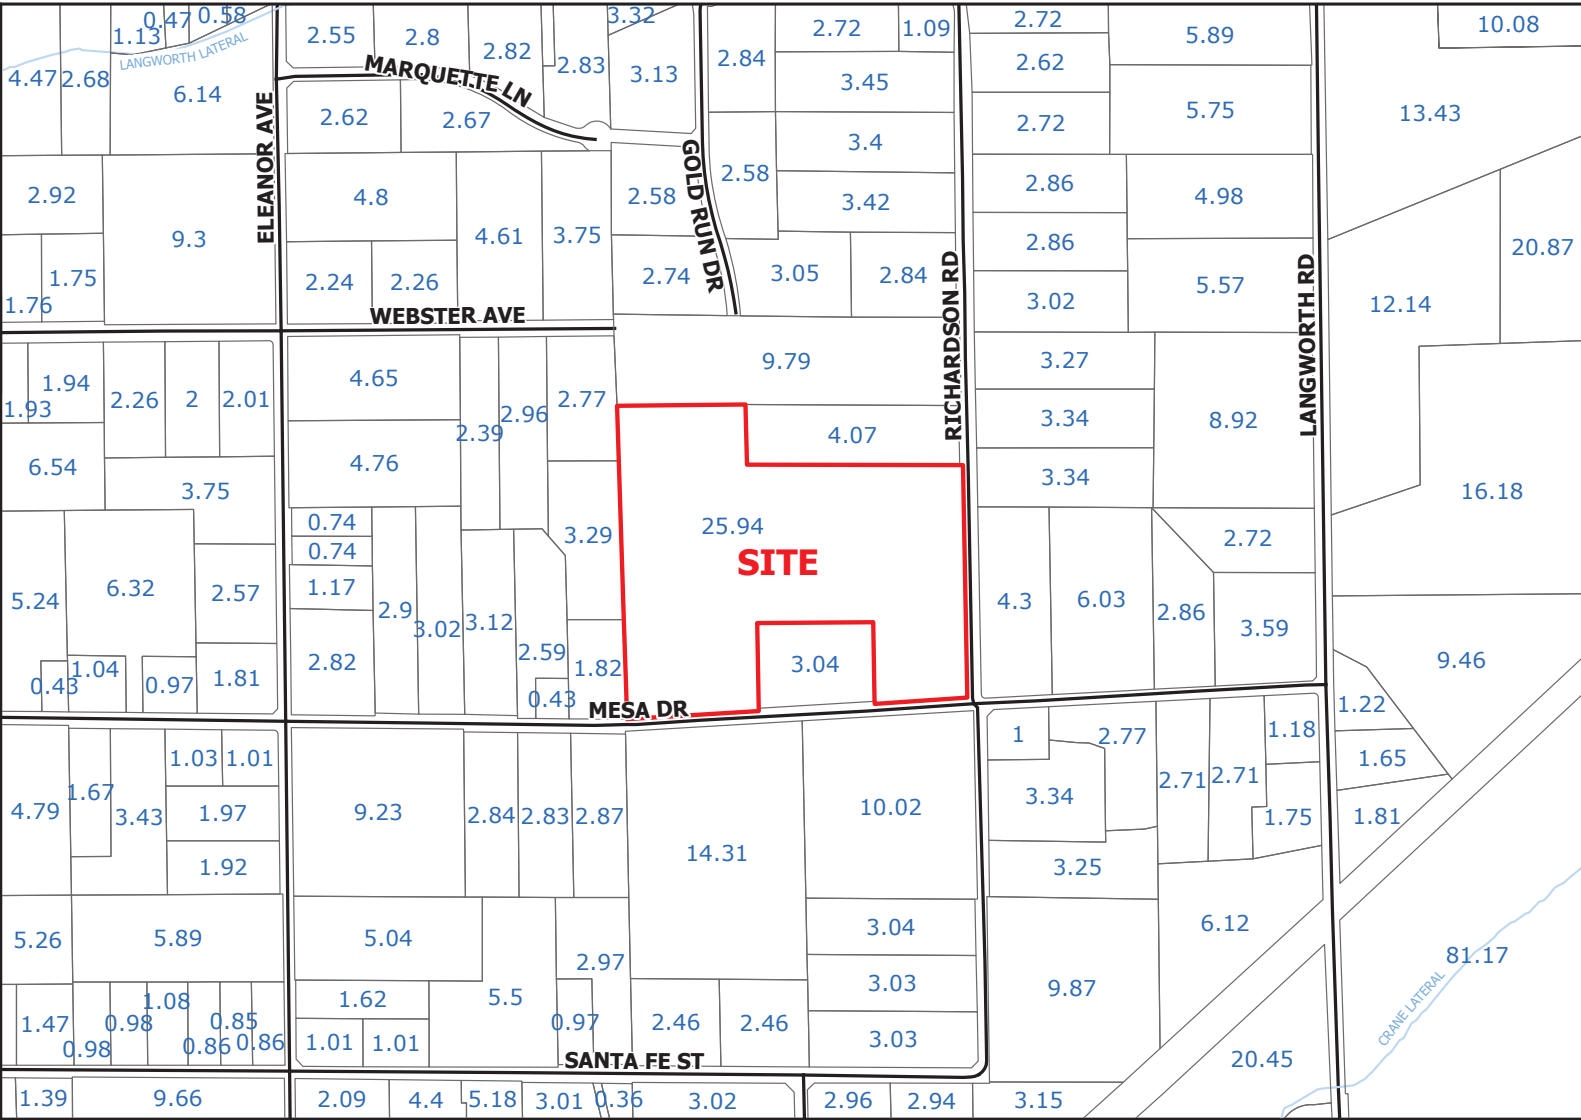 0.47 0.58 3.32 2.72 10.08
1.13 2.55 2.8 2.82 2.72 1.09 5.89
LANGWORTH LATERAL
4.47 2.68 6.14 MARQUETTE LN 2.83 3.13 2.84 3.45 2.62
ELEANOR AVE 2.62 2.67 2.72 5.75 13.43
GOLD RUN DR 3.4
2.92 4.8 2.58 2.58 3.42 2.86 4.98
9.3 4.61 3.75 2.86 20.87
1.75 2.24 2.26 2.74 3.05 2.84 5.57
1.76 WEBSTER AVE RICHARDSON RD 3.02 LANGWORTH RD 12.14
1.94 4.65 9.79 3.27
1.93 2.26 2 2.01 2.96 2.77
2.39 4.07 3.34 8.92
6.54 4.76 3.34
3.75 16.18
0.74 3.29 25.94 2.72
0.74 SITE
5.24 6.32 2.57 1.17 2.9 4.3 6.03 2.86
3.02 3.12 3.59
1.04 2.82 2.59 1.82 3.04 9.46
0.43 0.97 1.81 0.43 MESA DR 1.22
1.03 1.01 1 2.77 1.18
1.67 1.65
4.79 3.43 1.97 9.23 2.84 2.83 2.87 10.02 3.34 2.71 2.71 1.75 1.81
1.92 14.31 3.25
5.26 5.89 5.04 3.04 6.12
2.97 81.17
1.08 1.62 5.5 3.03 9.87
1.47 0.98 0.85 0.97 2.46 2.46 CRANE LATERAL
0.98 0.86 0.86 1.01 1.01 3.03
SANTA FE ST 20.45
1.39 9.66 2.09 4.4 5.18 3.01 0.36 3.02 2.96 2.94 3.15